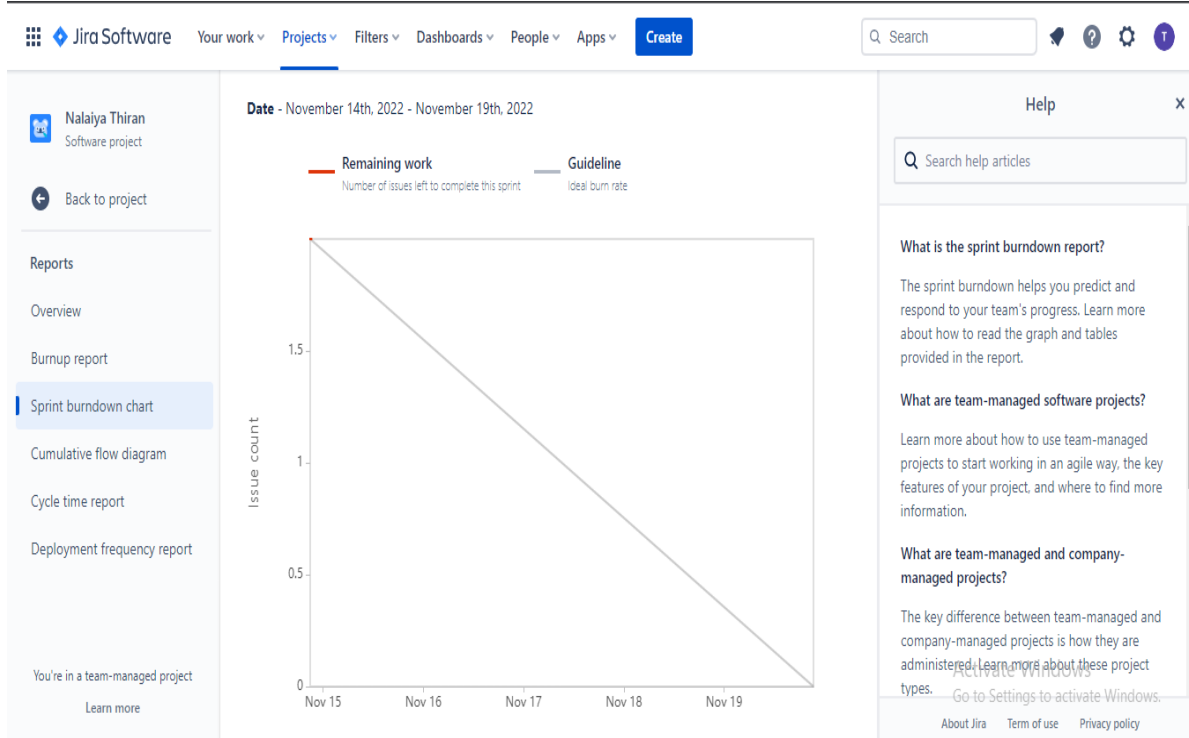 Jira Software
Your work
Projects
Filters
Dashboards
People
Apps
Create
Search
T
Nalaiya Thiran
Software project
Back to project
Reports
Overview
Burnup report
Sprint burndown chart
Cumulative flow diagram
Cycle time report
Deployment frequency report
You're in a team-managed project
Learn more
Date - November 14th, 2022 - November 19th, 2022
Remaining work
Number of issues left to complete this sprint
Guideline
Ideal burn rate
Issue count
1.5
1
0.5
0
Nov 15
Nov 16
Nov 17
Nov 18
Nov 19
Help
X
Search help articles
What is the sprint burndown report?
The sprint burndown helps you predict and
respond to your team's progress. Learn more
about how to read the graph and tables
provided in the report.
What are team-managed software projects?
Learn more about how to use team-managed
projects to start working in an agile way, the key
features of your project, and where to find more
information.
What are team-managed and company-
managed projects?
The key difference between team-managed and
company-managed projects is how they are
administered. Learn more about these project
types.
Activate Windows
Go to Settings to activate Windows.
About Jira
Term of use
Privacy policy